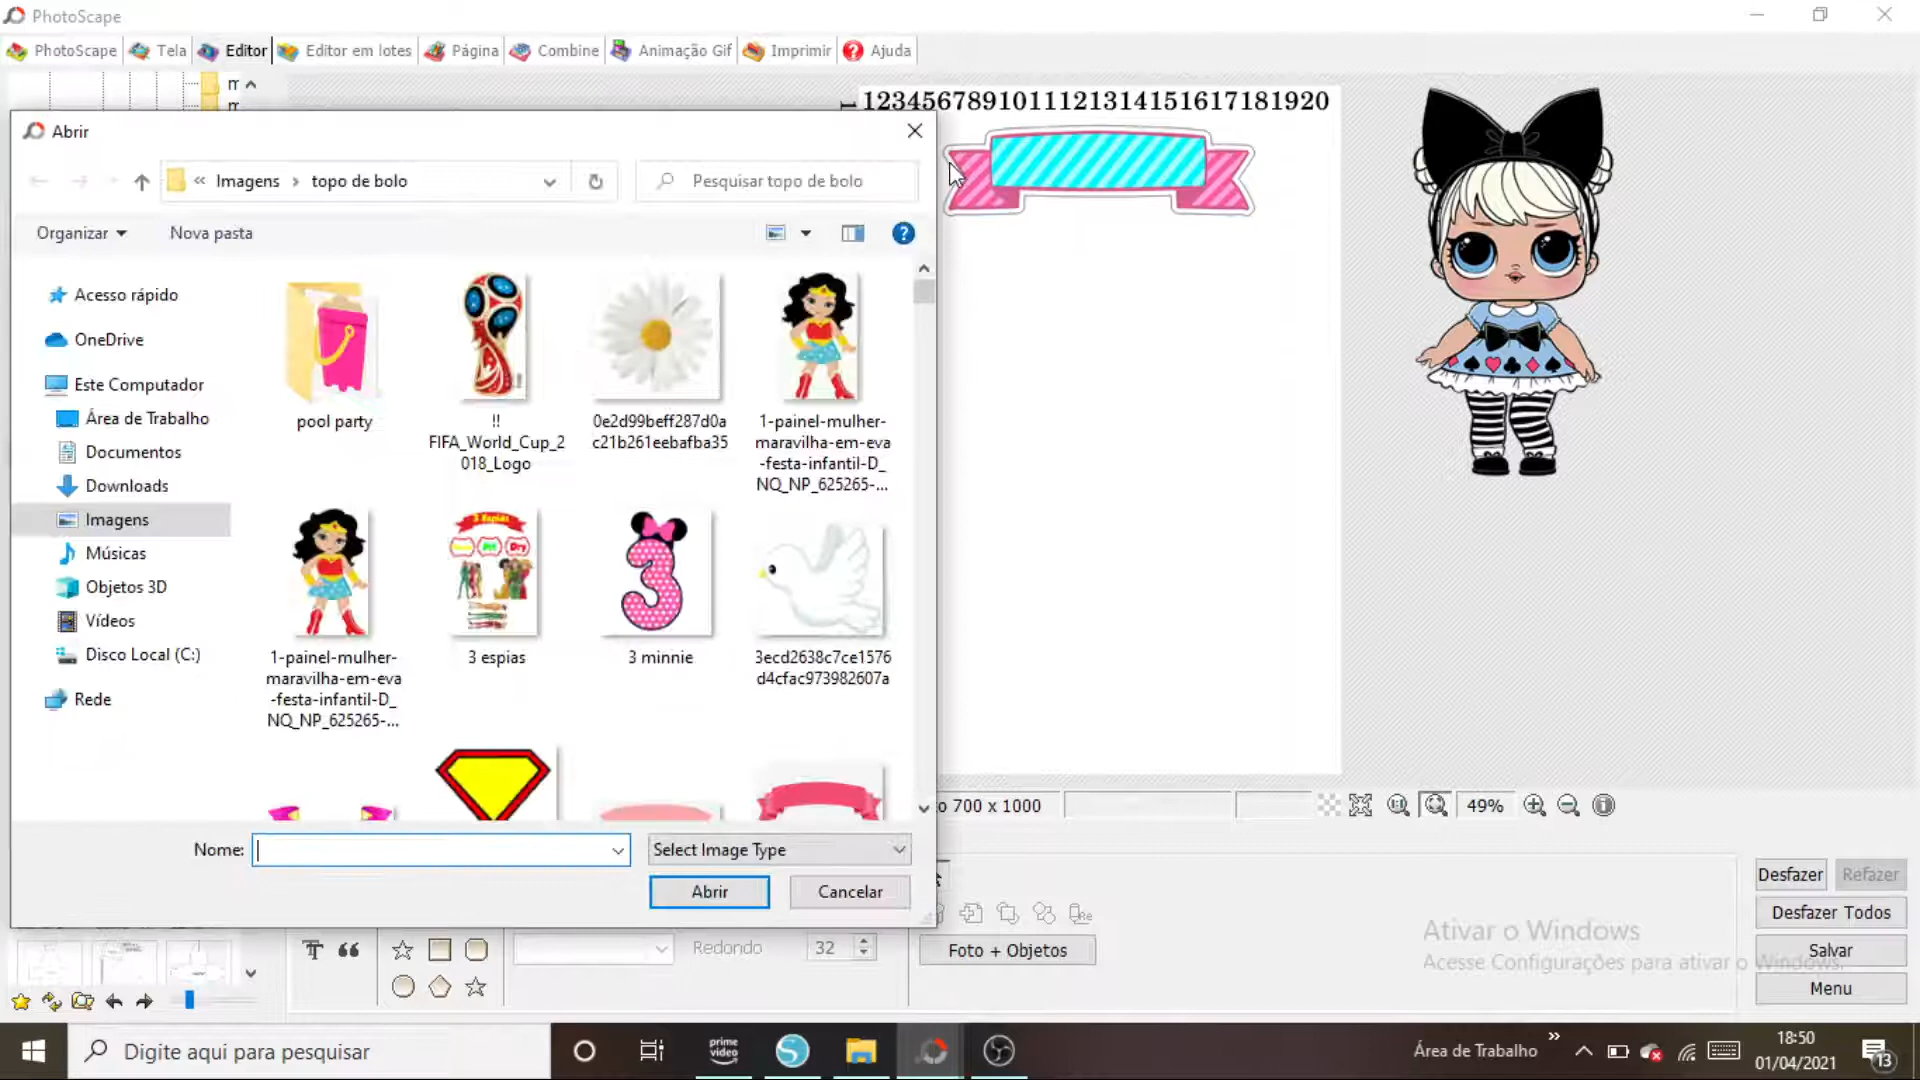 PhotoScape
PhotoScape Tela Editor Editor em lotes Página Combine Animação Gif Imprimir Ajuda
1234567891011121314151617181920
Abrir
« Imagens › topo de bolo
Pesquisar topo de bolo
Organizar Nova pasta
Acesso rápido
OneDrive
Este Computador
Área de Trabalho
Documentos
Downloads
Imagens
Músicas
Objetos 3D
Vídeos
Disco Local (C:)
Rede
pool party
!!
FIFA_World_Cup_2
018_Logo
0e2d99beff287d0a
c21b261eebafba35
1-painel-mulher-
maravilha-em-eva
-festa-infantil-D_
NQ_NP_625265-...
1-painel-mulher-
maravilha-em-eva
-festa-infantil-D_
NQ_NP_625265-...
3 Espias
3 espias
3 minnie
3ecd2638c7ce1576
d4cfac973982607a
Nome:
Select Image Type
Abrir Cancelar
o 700 x 1000
49%
Redondo 32
Foto + Objetos
Desfazer Refazer
Desfazer Todos
Salvar
Menu
Ativar o Windows
Acesse Configurações para ativar o Windows.
Digite aqui para pesquisar
prime
video
Área de Trabalho
18:50
01/04/2021
13